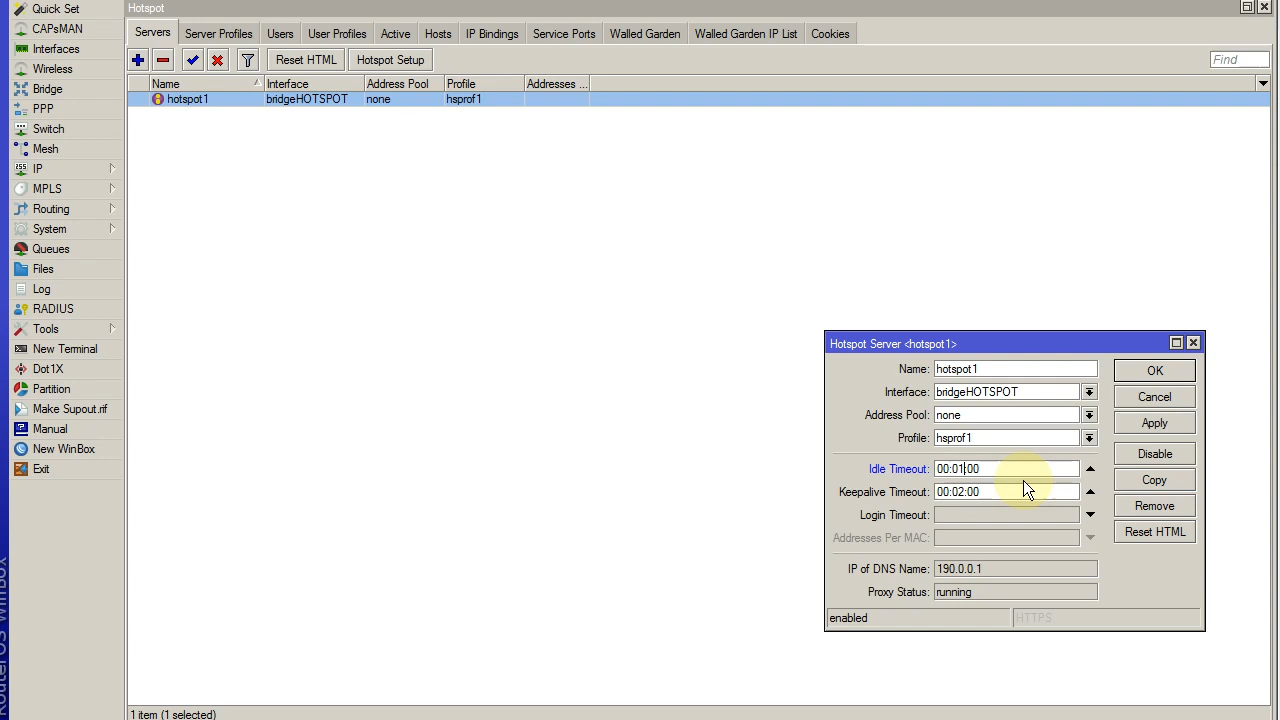 Quick Set
CAPsMAN
Interfaces
Wireless
Bridge
PPP
Switch
Mesh
IP
MPLS
Routing
System
Queues
Files
Log
RADIUS
Tools
New Terminal
Dot1X
Partition
Make Supout.rif
Manual
New WinBox
Exit
RouterOS WinBox
Hotspot
Servers Server Profiles Users User Profiles Active Hosts IP Bindings Service Ports Walled Garden Walled Garden IP List Cookies
Reset HTML Hotspot Setup Find
Name Interface Address Pool Profile Addresses ...
hotspot1 bridgeHOTSPOT none hsprof1
Hotspot Server <hotspot1>
Name: hotspot1 OK
Interface: bridgeHOTSPOT Cancel
Address Pool: none Apply
Profile: hsprof1 Disable
Idle Timeout: 00:01:00 Copy
Keepalive Timeout: 00:02:00 Remove
Login Timeout: Reset HTML
Addresses Per MAC:
IP of DNS Name: 190.0.0.1
Proxy Status: running
enabled HTTPS
1 item (1 selected)